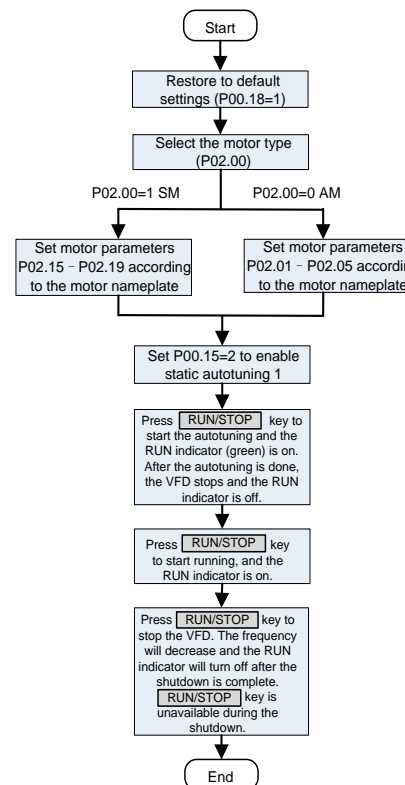 Start
Restore to default
settings (P00.18=1)
Select the motor type
(P02.00)
P02.00=1 SM
P02.00=0 AM
Set motor parameters
P02.15 - P02.19 according
to the motor nameplate
Set motor parameters
P02.01 - P02.05 accordin
to the motor nameplate
Set P00.15=2 to enable
static autotuning 1
Press RUN/STOP key to
start the autotuning and the
RUN indicator (green) is on.
After the autotuning is done,
the VFD stops and the RUN
indicator is off.
Press RUN/STOP key
to start running, and the
RUN indicator is on.
Press RUN/STOP key to
stop the VFD. The frequency
will decrease and the RUN
indicator will turn off after the
shutdown is complete.
RUN/STOP key is
unavailable during the
shutdown.
End